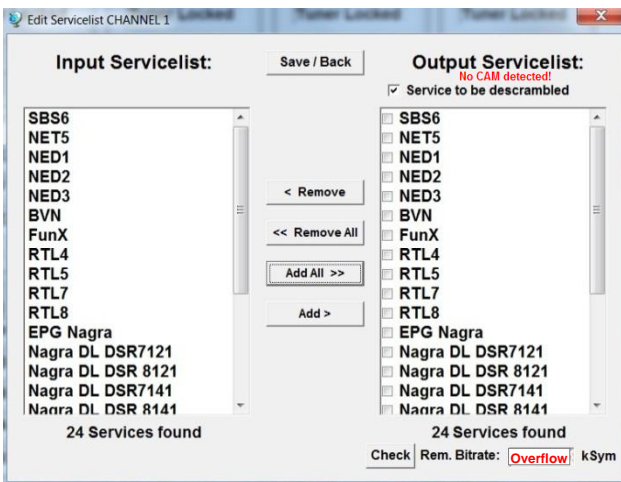 Edit Servicelist CHANNEL 1
Tuner Locked
Tuner Locked
Input Servicelist:
Save / Back
Output Servicelist:
No CAM detected!
Service to be descrambled
SBS6
NET5
NED1
NED2
NED3
BVN
FunX
RTL4
RTL5
RTL7
RTL8
EPG Nagra
Nagra DL DSR7121
Nagra DL DSR 8121
Nagra DL DSR7141
Nagra DL DSR 8141
24 Services found
< Remove
<< Remove All
Add All >>
Add >
SBS6
NET5
NED1
NED2
NED3
BVN
FunX
RTL4
RTL5
RTL7
RTL8
EPG Nagra
Nagra DL DSR7121
Nagra DL DSR 8121
Nagra DL DSR7141
Nagra DL DSR 8141
24 Services found
Check Rem. Bitrate: Overflow kSym